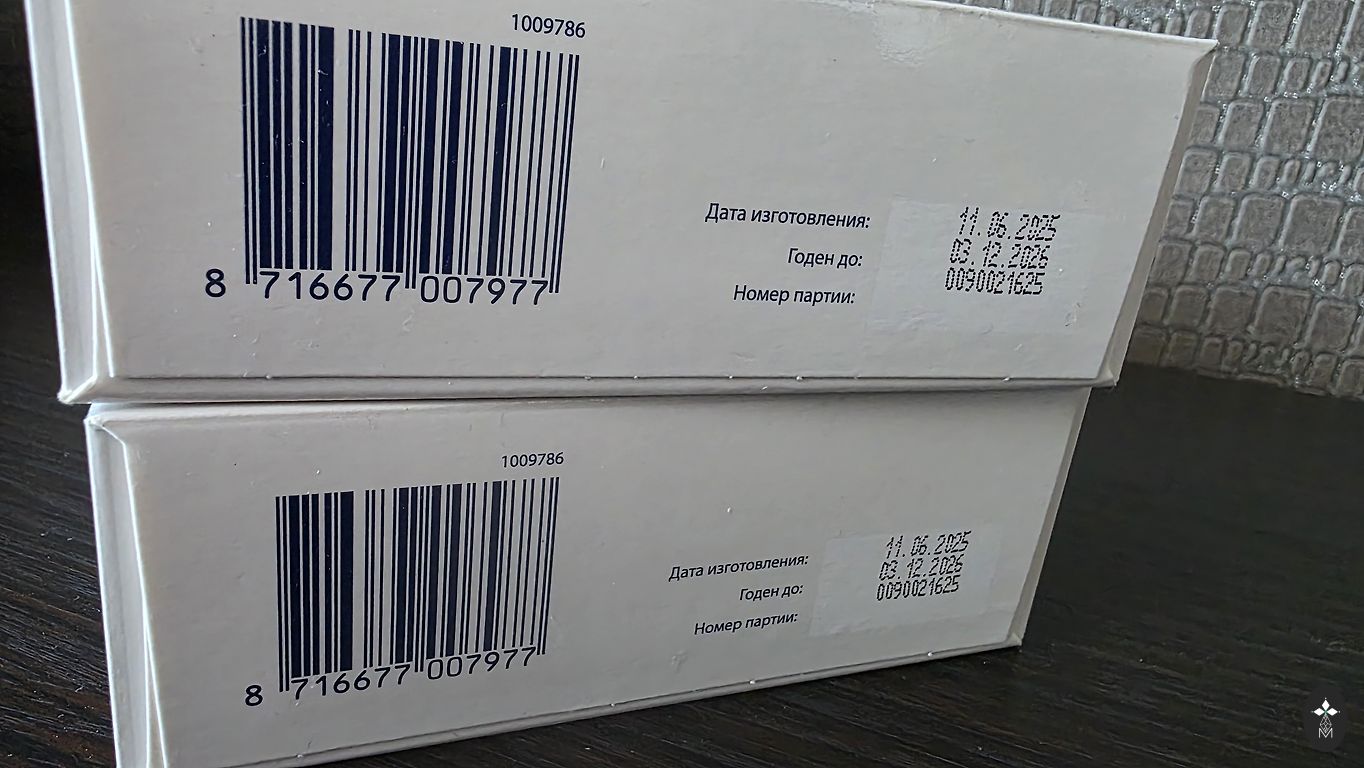 1009786
8 716677 007977
Дата изготовления: 11.06.2025
Годен до: 03.12.2026
Номер партии: 0090021625
1009786
8 716677 007977
Дата изготовления: 11.06.2025
Годен до: 03.12.2026
Номер партии: 0090021625
M